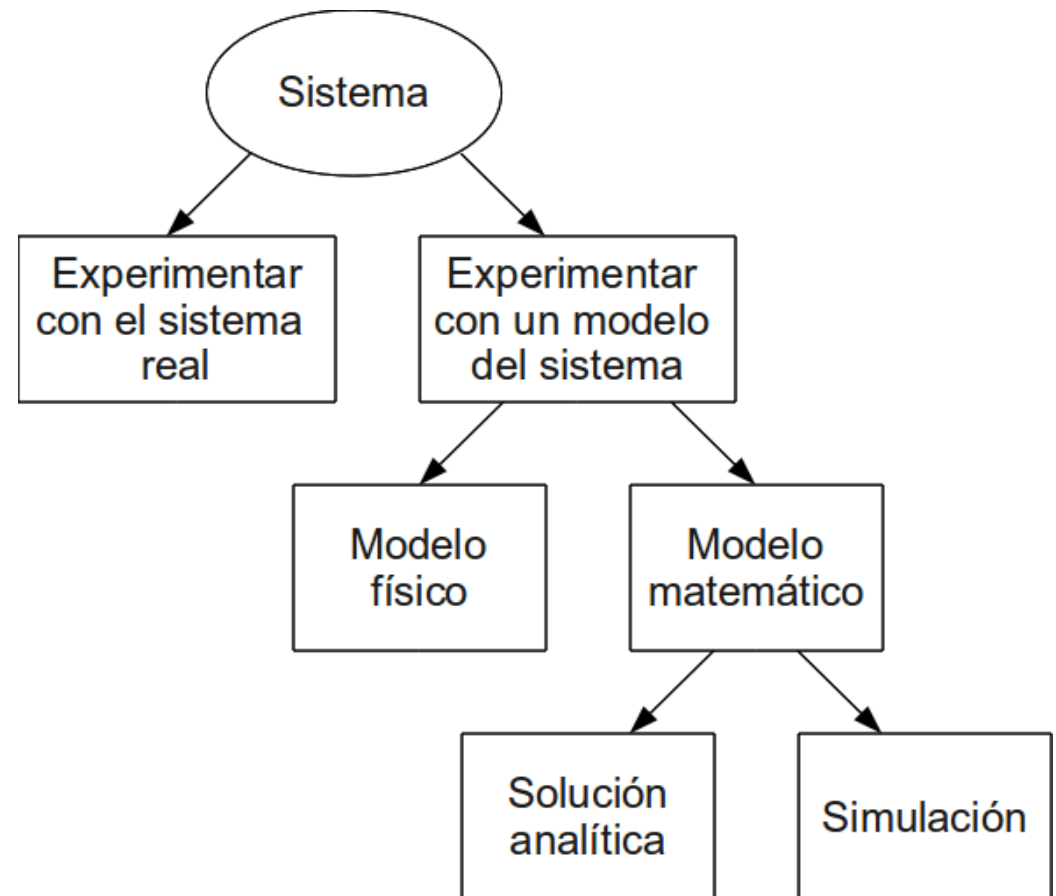 Sistema
Experimentar
con el sistema
real
Experimentar
con un modelo
del sistema
Modelo
físico
Modelo
matemático
Solución
analítica
Simulación